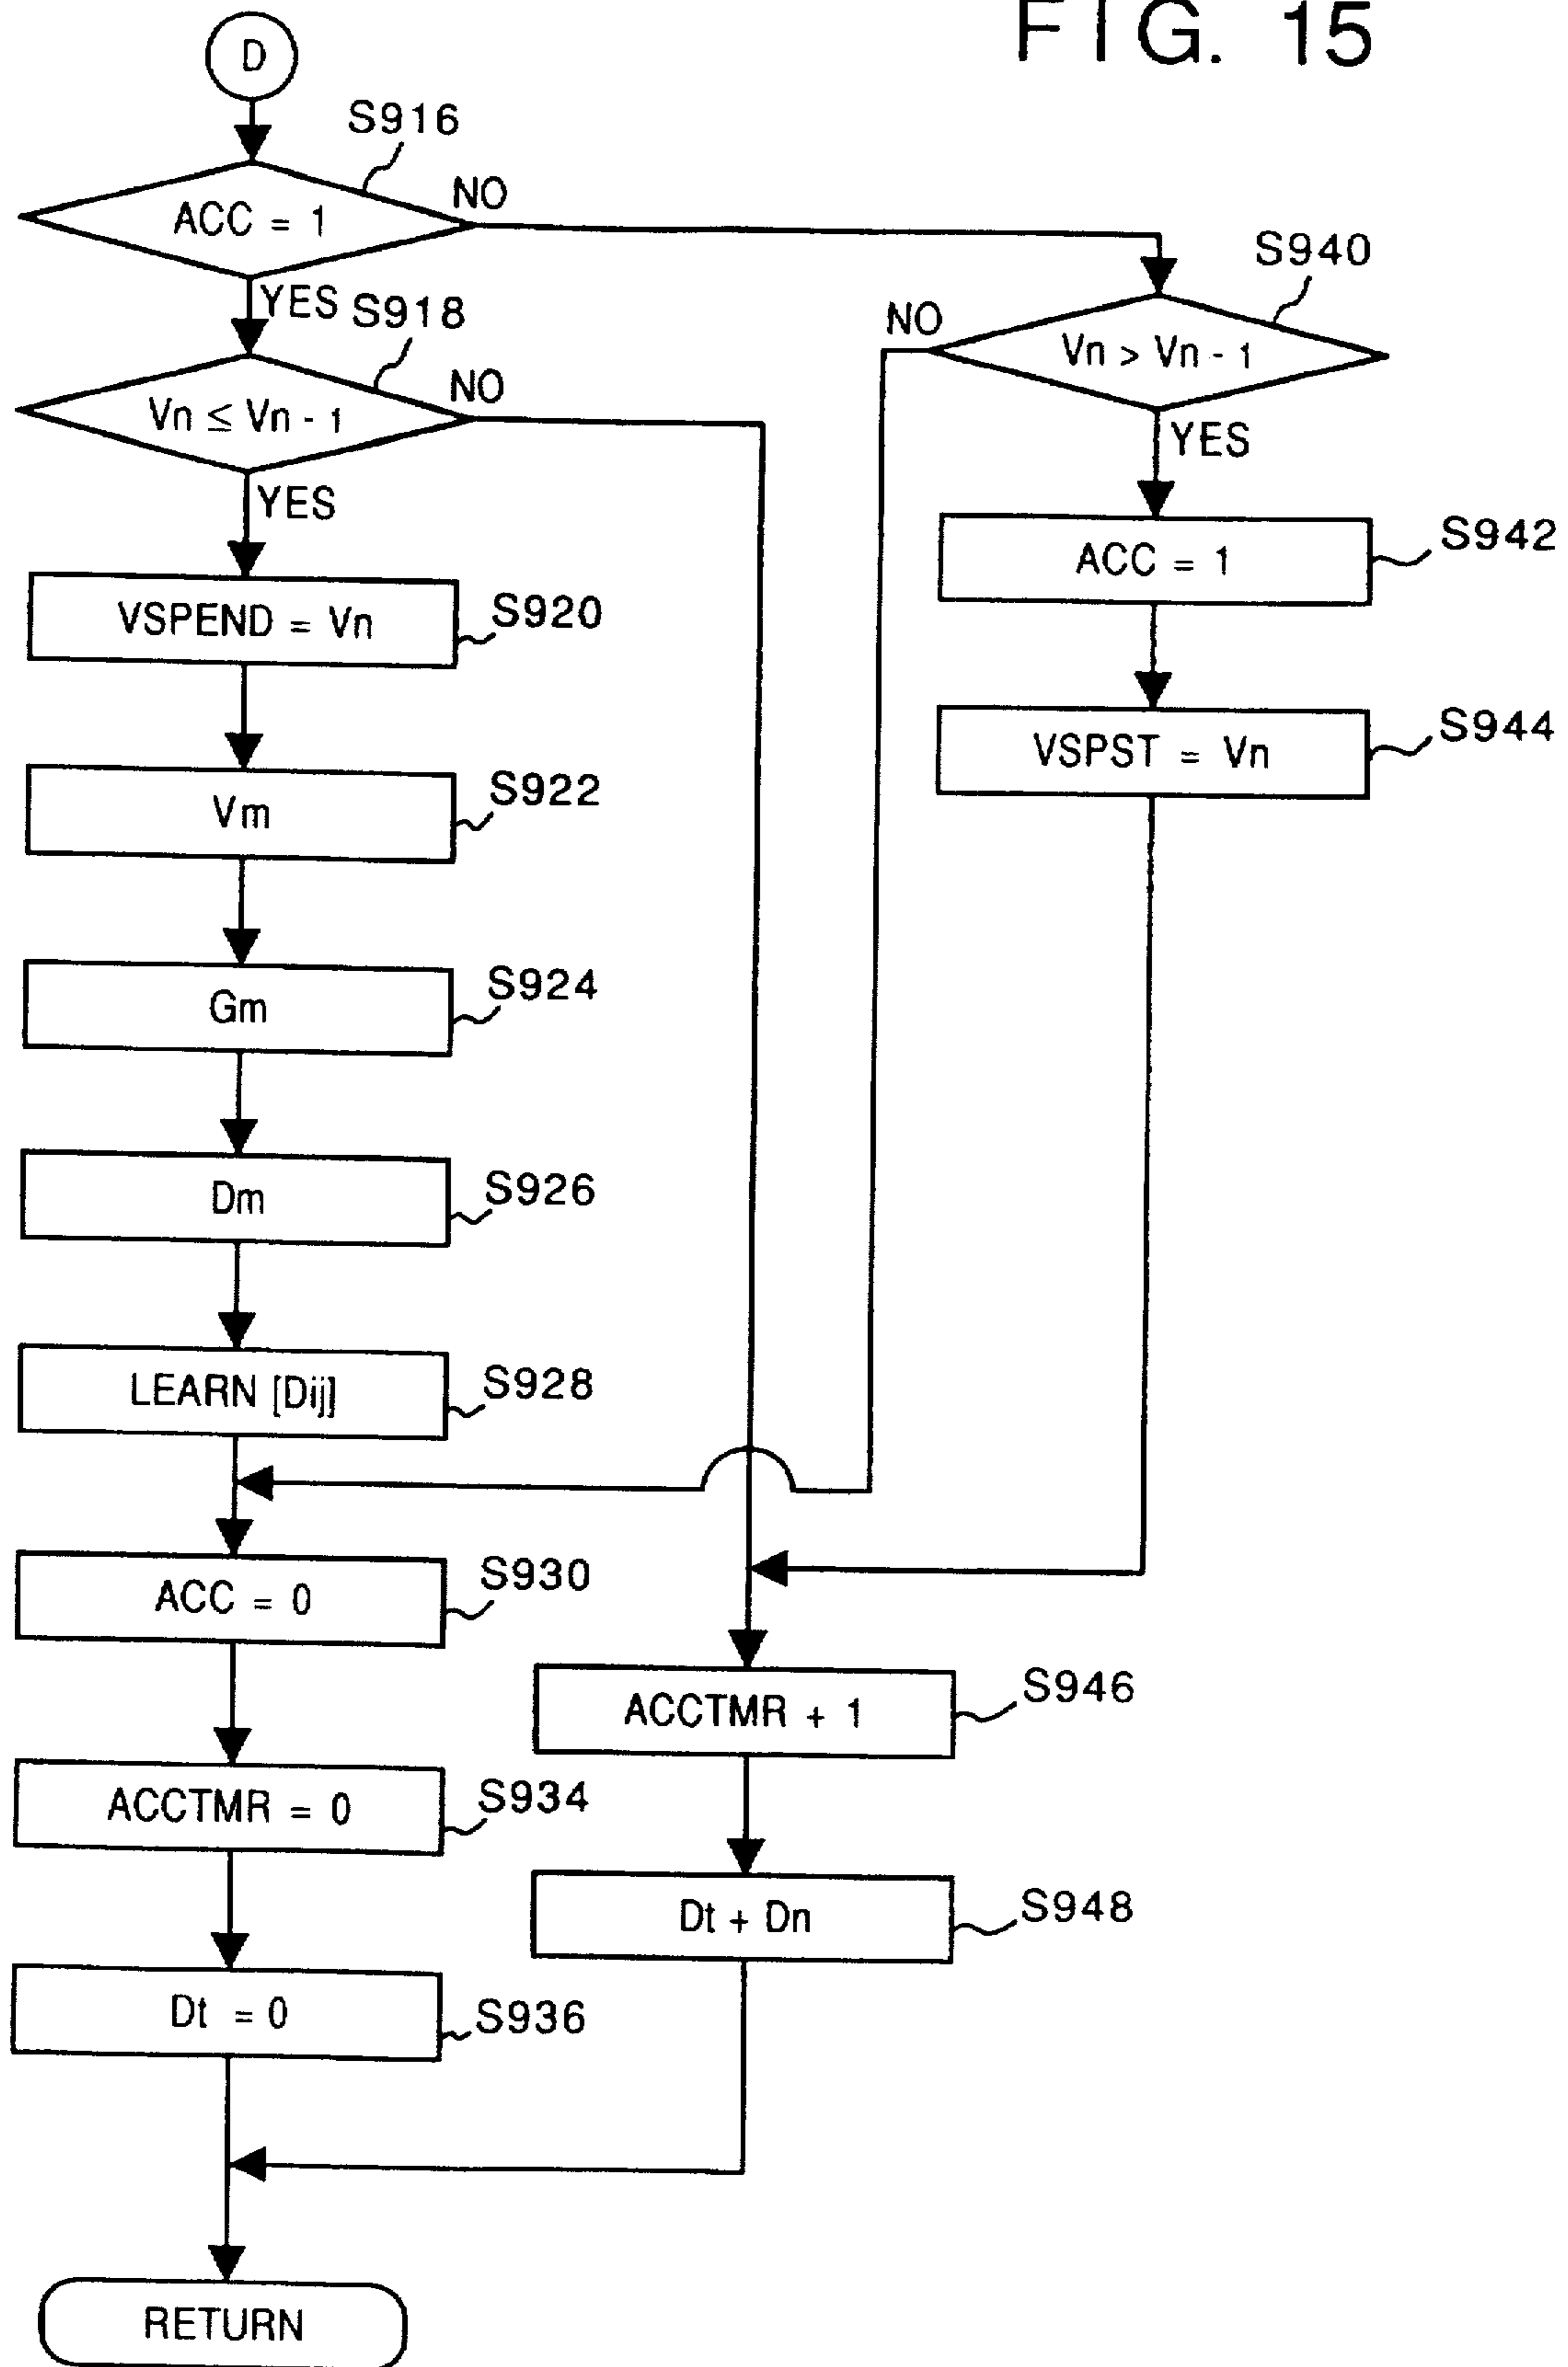 FIG. 15
D
S916
ACC = 1
NO
YES
S918
Vn ≤ Vn - 1
NO
YES
S920
VSPEND = Vn
S922
Vm
S924
Gm
S926
Dm
S928
LEARN [Dij]
S930
ACC = 0
S934
ACCTMR = 0
S936
Dt = 0
RETURN
S940
Vn > Vn - 1
NO
YES
S942
ACC = 1
S944
VSPST = Vn
S946
ACCTMR + 1
S948
Dt + Dn